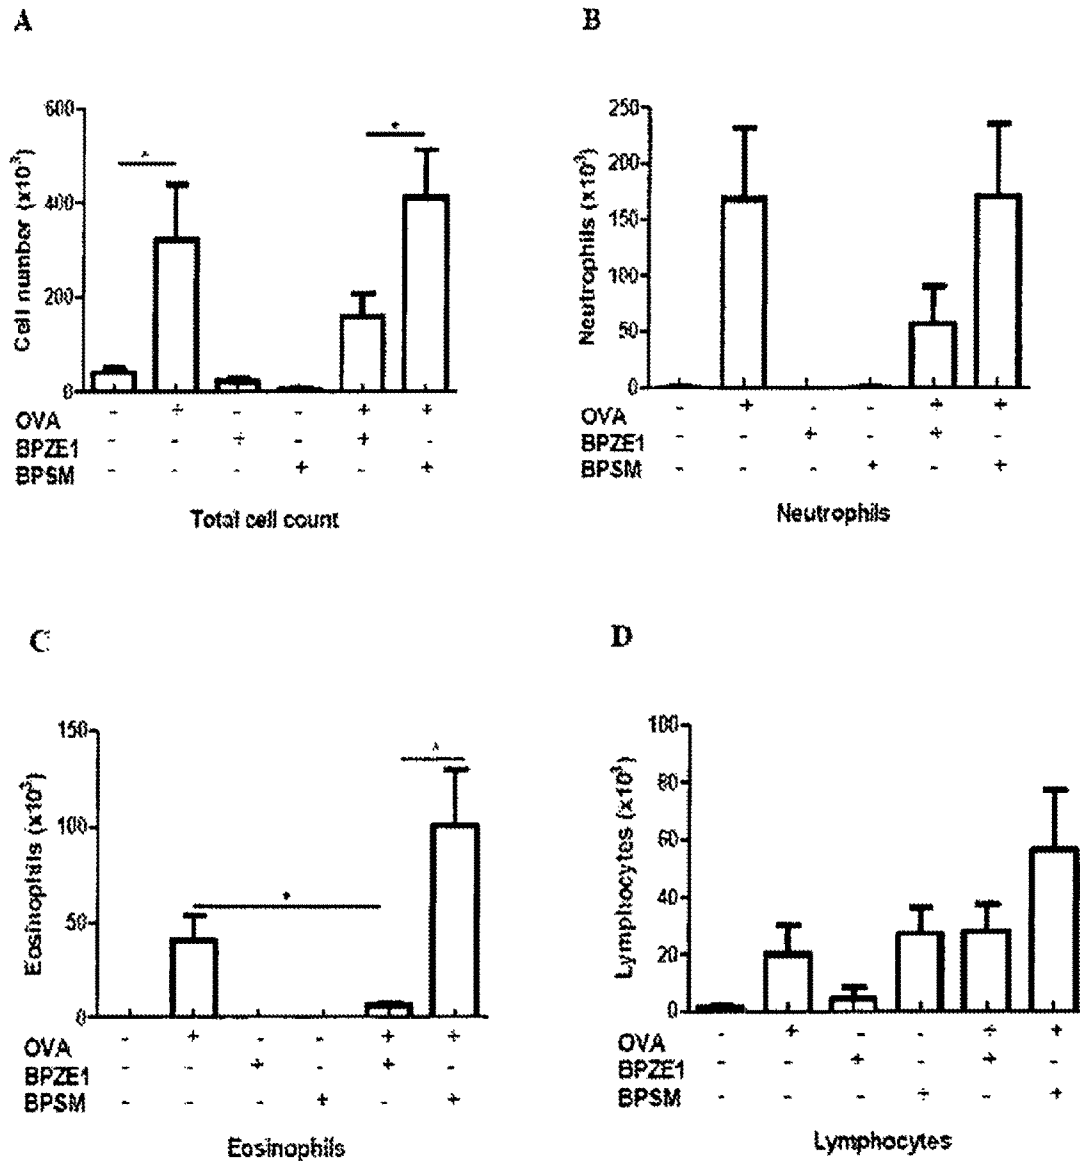 A
Cell number (x10³)
600
400
200
0
*
*
OVA - + - - + +
BPZE1 - - + - + -
BPSM - - - + - +
Total cell count
B
Neutrophils (x10³)
250
200
150
100
50
0
OVA - + - - + +
BPZE1 - - + - + -
BPSM - - - + - +
Neutrophils
C
Eosinophils (x10³)
150
100
50
0
*
*
OVA - + - - + +
BPZE1 - - + - + -
BPSM - - - + - +
Eosinophils
D
Lymphocytes (x10³)
100
80
60
40
20
0
OVA - + - - + +
BPZE1 - - + - + -
BPSM - - - + - +
Lymphocytes